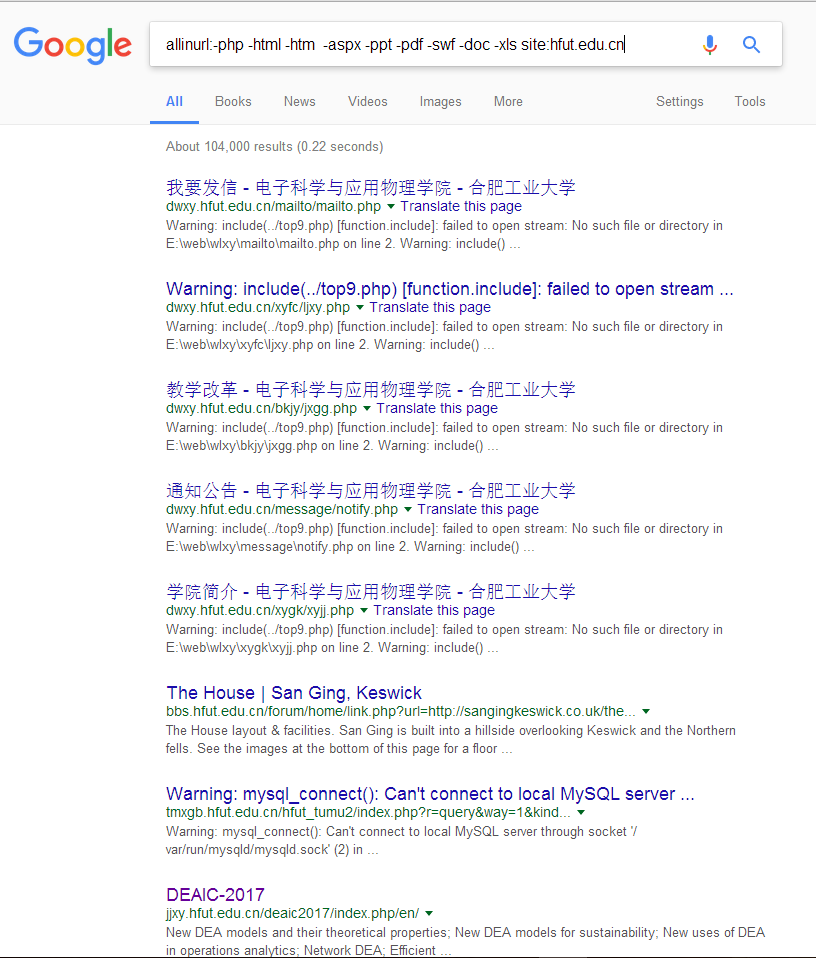 Google
allinurl:-php -html -htm  -aspx -ppt -pdf -swf -doc -xls site:hfut.edu.cn
All Books News Videos Images More Settings Tools
About 104,000 results (0.22 seconds)
我要发信 - 电子科学与应用物理学院 - 合肥工业大学
dwxy.hfut.edu.cn/mailto/mailto.php Translate this page
Warning: include(../top9.php) [function.include]: failed to open stream: No such file or directory in
E:\web\wlxy\mailto\mailto.php on line 2. Warning: include() ...
Warning: include(../top9.php) [function.include]: failed to open stream ...
dwxy.hfut.edu.cn/xyfc/ljxy.php Translate this page
Warning: include(../top9.php) [function.include]: failed to open stream: No such file or directory in
E:\web\wlxy\xyfc\ljxy.php on line 2. Warning: include() ...
教学改革 - 电子科学与应用物理学院 - 合肥工业大学
dwxy.hfut.edu.cn/bkjy/jxgg.php Translate this page
Warning: include(../top9.php) [function.include]: failed to open stream: No such file or directory in
E:\web\wlxy\bkjy\jxgg.php on line 2. Warning: include() ...
通知公告 - 电子科学与应用物理学院 - 合肥工业大学
dwxy.hfut.edu.cn/message/notify.php Translate this page
Warning: include(../top9.php) [function.include]: failed to open stream: No such file or directory in
E:\web\wlxy\message\notify.php on line 2. Warning: include() ...
学院简介 - 电子科学与应用物理学院 - 合肥工业大学
dwxy.hfut.edu.cn/xygk/xyjj.php Translate this page
Warning: include(../top9.php) [function.include]: failed to open stream: No such file or directory in
E:\web\wlxy\xygk\xyjj.php on line 2. Warning: include() ...
The House | San Ging, Keswick
bbs.hfut.edu.cn/forum/home/link.php?url=http://sangingkeswick.co.uk/the...
The House layout & facilities. San Ging is built into a hillside overlooking Keswick and the Northern
fells. See the images at the bottom of this page for a floor ...
Warning: mysql_connect(): Can't connect to local MySQL server ...
tmxgb.hfut.edu.cn/hfut_tumu2/index.php?r=query&way=1&kind...
Warning: mysql_connect(): Can't connect to local MySQL server through socket '/
var/run/mysqld/mysqld.sock' (2) in ...
DEAIC-2017
jjxy.hfut.edu.cn/deaic2017/index.php/en/
New DEA models and their theoretical properties; New DEA models for sustainability; New uses of DEA
in operations analytics; Network DEA; Efficient ...